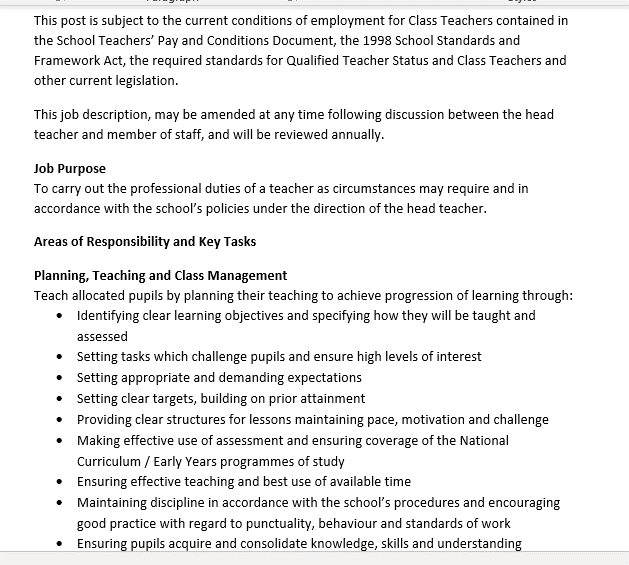 This post is subject to the current conditions of employment for Class Teachers contained in
the School Teachers’ Pay and Conditions Document, the 1998 School Standards and
Framework Act, the required standards for Qualified Teacher Status and Class Teachers and
other current legislation.
This job description, may be amended at any time following discussion between the head
teacher and member of staff, and will be reviewed annually.
Job Purpose
To carry out the professional duties of a teacher as circumstances may require and in
accordance with the school’s policies under the direction of the head teacher.
Areas of Responsibility and Key Tasks
Planning, Teaching and Class Management
Teach allocated pupils by planning their teaching to achieve progression of learning through:
• Identifying clear learning objectives and specifying how they will be taught and
assessed
• Setting tasks which challenge pupils and ensure high levels of interest
• Setting appropriate and demanding expectations
• Setting clear targets, building on prior attainment
• Providing clear structures for lessons maintaining pace, motivation and challenge
• Making effective use of assessment and ensuring coverage of the National
Curriculum / Early Years programmes of study
• Ensuring effective teaching and best use of available time
• Maintaining discipline in accordance with the school’s procedures and encouraging
good practice with regard to punctuality, behaviour and standards of work
• Ensuring pupils acquire and consolidate knowledge, skills and understanding